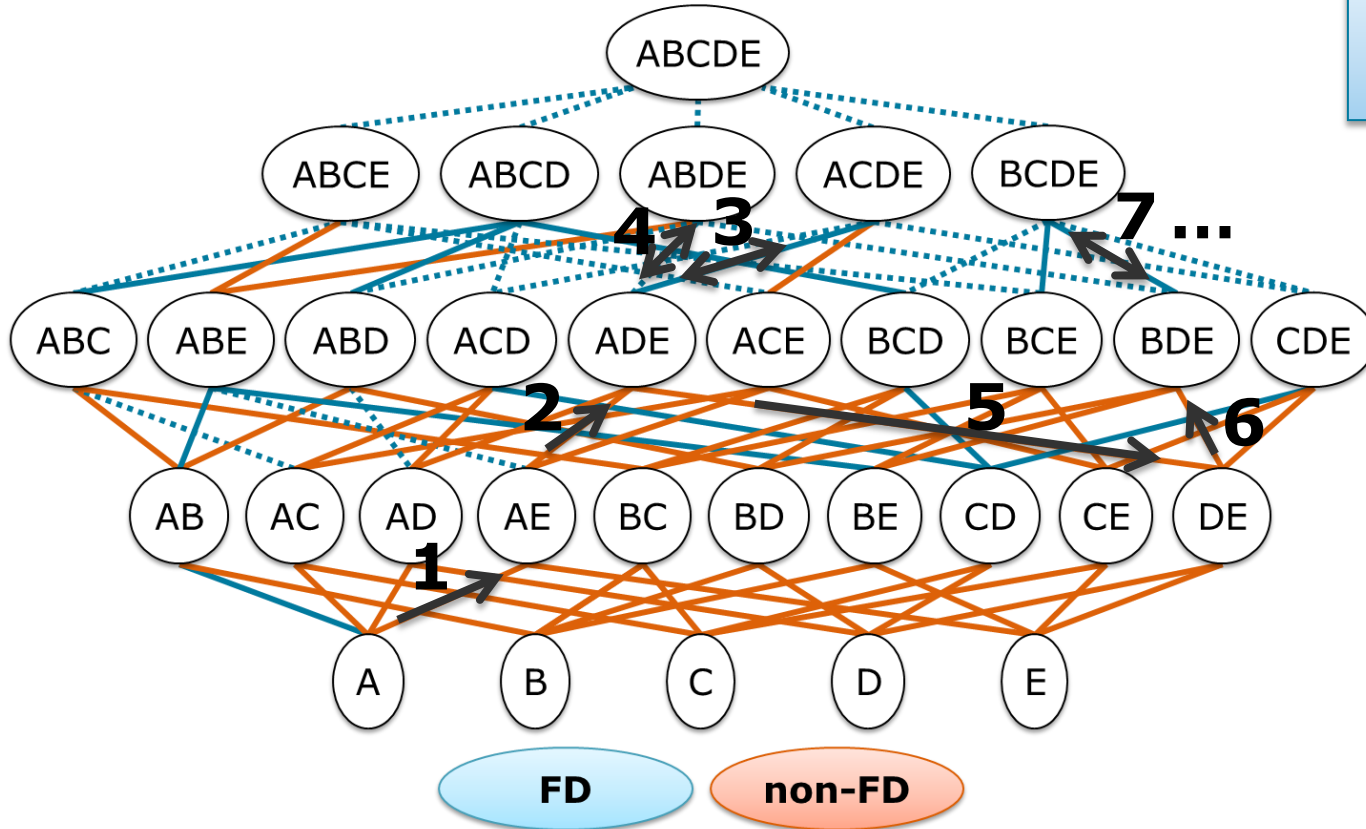 ABCDE
ABCE ABCD ABDE ACDE BCDE
4 3 7 ...
ABC ABE ABD ACD ADE ACE BCD BCE BDE CDE
2 5 6
AB AC AD AE BC BD BE CD CE DE
1
A B C D E
FD non-FD